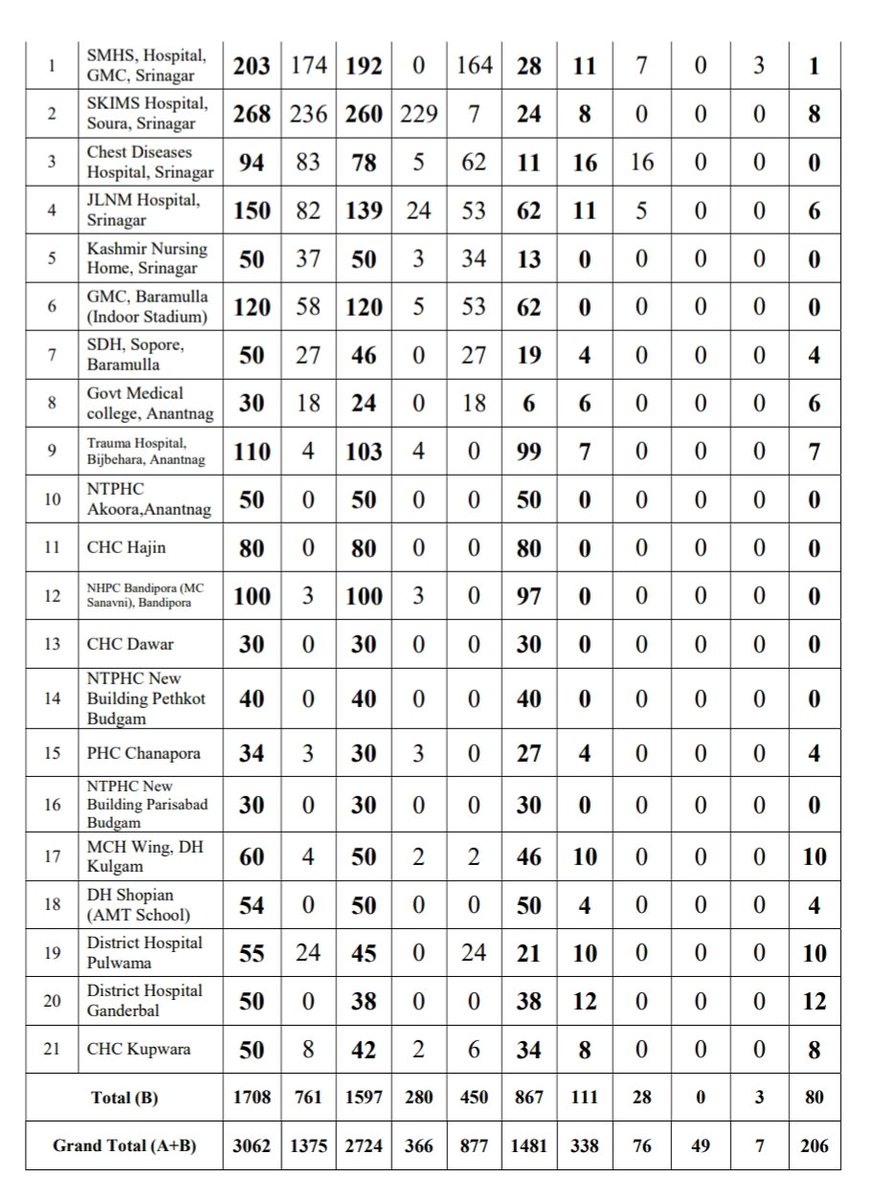 1 SMHS, Hospital, GMC, Srinagar 203 174 192 0 164 28 11 7 0 3 1
2 SKIMS Hospital, Soura, Srinagar 268 236 260 229 7 24 8 0 0 0 8
3 Chest Diseases Hospital, Srinagar 94 83 78 5 62 11 16 16 0 0 0
4 JLNM Hospital, Srinagar 150 82 139 24 53 62 11 5 0 0 6
5 Kashmir Nursing Home, Srinagar 50 37 50 3 34 13 0 0 0 0 0
6 GMC, Baramulla (Indoor Stadium) 120 58 120 5 53 62 0 0 0 0 0
7 SDH, Sopore, Baramulla 50 27 46 0 27 19 4 0 0 0 4
8 Govt Medical college, Anantnag 30 18 24 0 18 6 6 0 0 0 6
9 Trauma Hospital, Bijbehara, Anantnag 110 4 103 4 0 99 7 0 0 0 7
10 NTPHC Akoora,Anantnag 50 0 50 0 0 50 0 0 0 0 0
11 CHC Hajin 80 0 80 0 0 80 0 0 0 0 0
12 NHPC Bandipora (MC Sanavni), Bandipora 100 3 100 3 0 97 0 0 0 0 0
13 CHC Dawar 30 0 30 0 0 30 0 0 0 0 0
14 NTPHC New Building Pethkot Budgam 40 0 40 0 0 40 0 0 0 0 0
15 PHC Chanapora 34 3 30 3 0 27 4 0 0 0 4
16 NTPHC New Building Parisabad Budgam 30 0 30 0 0 30 0 0 0 0 0
17 MCH Wing, DH Kulgam 60 4 50 2 2 46 10 0 0 0 10
18 DH Shopian (AMT School) 54 0 50 0 0 50 4 0 0 0 4
19 District Hospital Pulwama 55 24 45 0 24 21 10 0 0 0 10
20 District Hospital Ganderbal 50 0 38 0 0 38 12 0 0 0 12
21 CHC Kupwara 50 8 42 2 6 34 8 0 0 0 8
Total (B) 1708 761 1597 280 450 867 111 28 0 3 80
Grand Total (A+B) 3062 1375 2724 366 877 1481 338 76 49 7 206